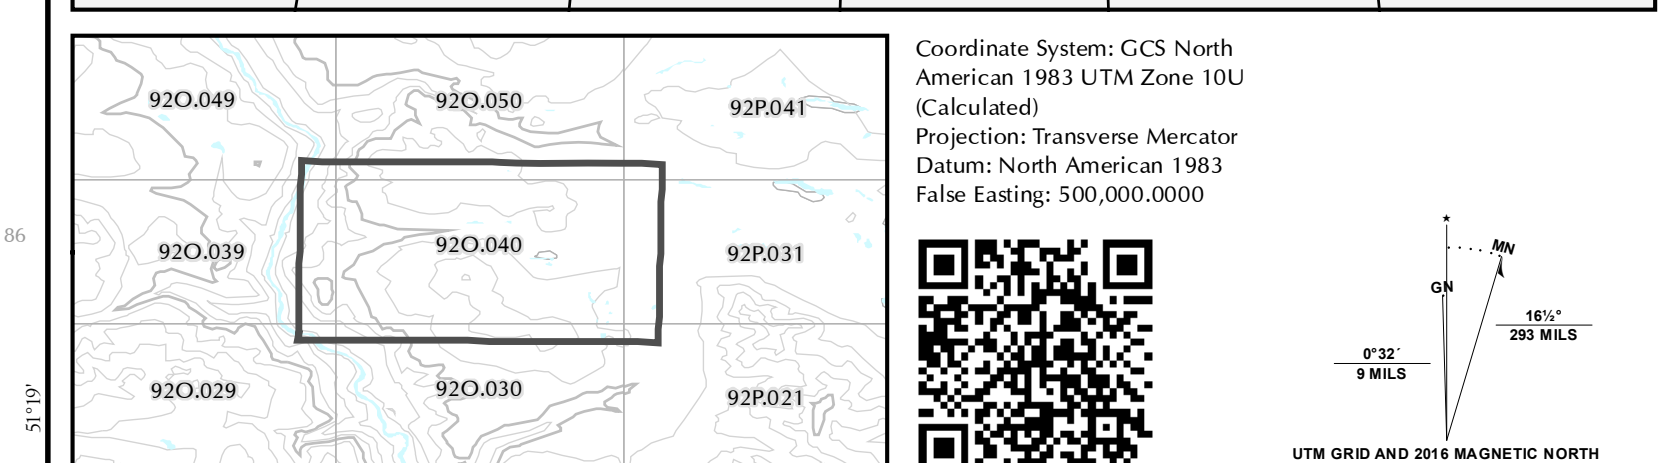 92O.049
92O.050
92P.041
86
92O.039
92O.040
92P.031
51°19'
92O.029
92O.030
92P.021
Coordinate System: GCS North
American 1983 UTM Zone 10U
(Calculated)
Projection: Transverse Mercator
Datum: North American 1983
False Easting: 500,000.0000
MN
GN
16½°
293 MILS
0°32´
9 MILS
UTM GRID AND 2016 MAGNETIC NORTH